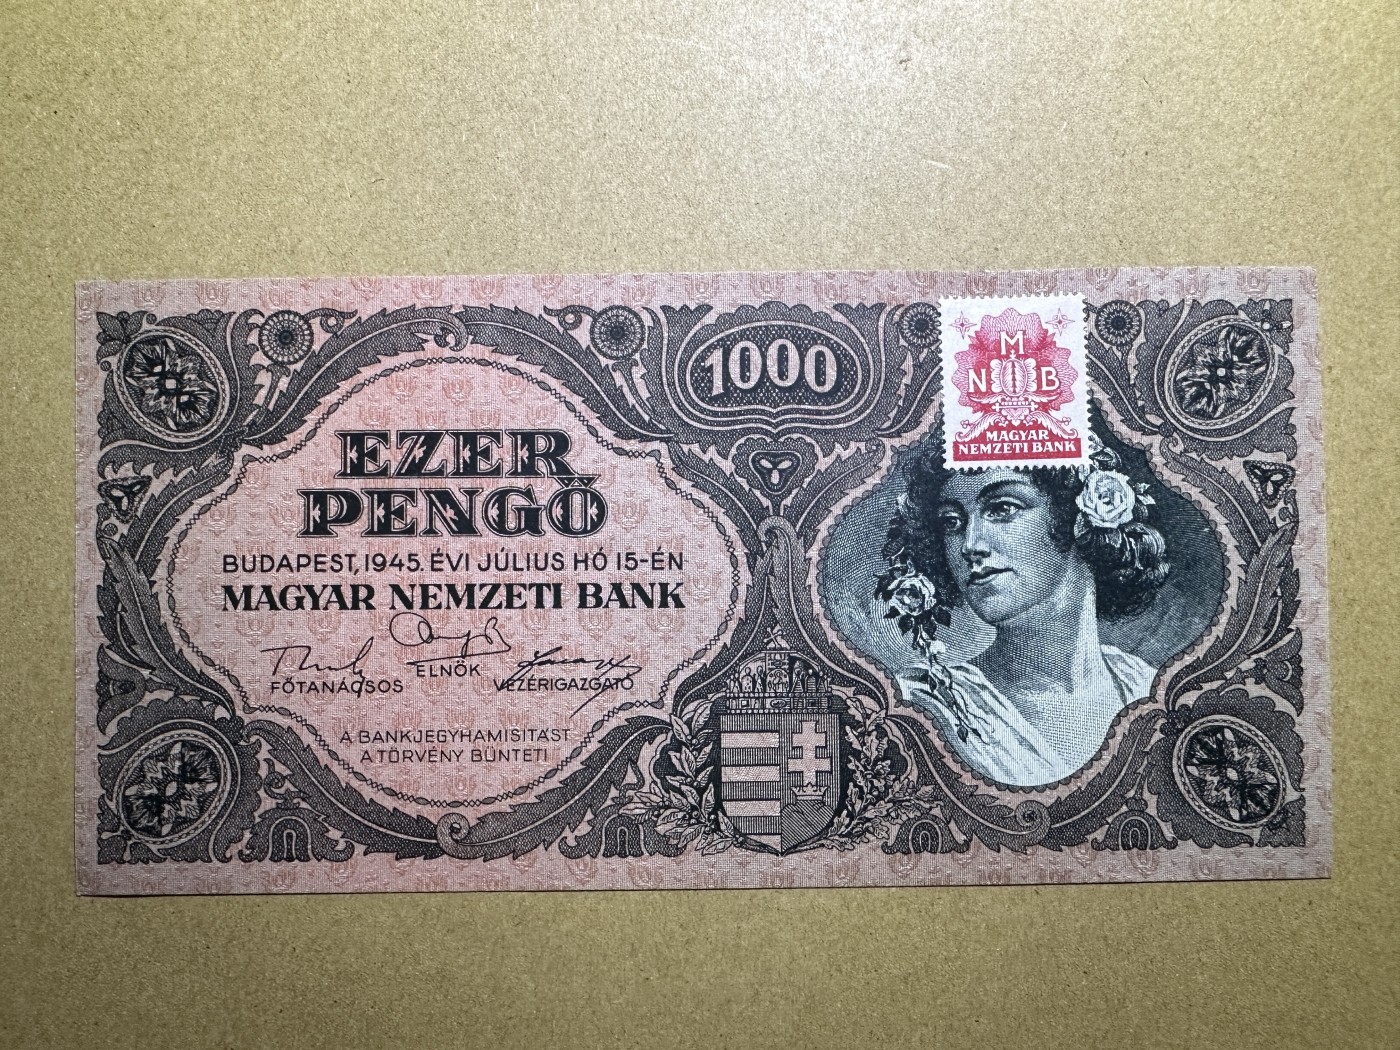 1000
M
N B
MAGYAR
NEMZETI BANK
EZER
PENGŐ
BUDAPEST, 1945. ÉVI JÚLIUS HÓ 15-ÉN
MAGYAR NEMZETI BANK
ELNÖK
FŐTANÁCSOS
VEZÉRIGAZGATÓ
A BANKJEGYHAMISÍTÁST
A TÖRVÉNY BÜNTETI